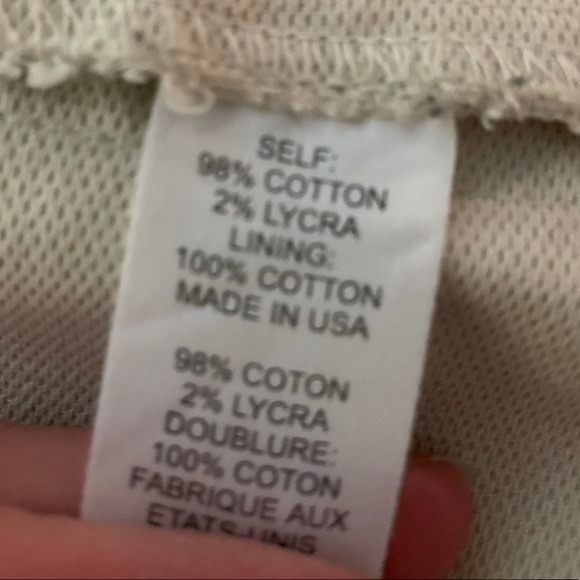 SELF:
98% COTTON
2% LYCRA
LINING:
100% COTTON
MADE IN USA
98% COTON
2% LYCRA
DOUBLURE:
100% COTON
FABRIQUE AUX
ETATS-UNIS